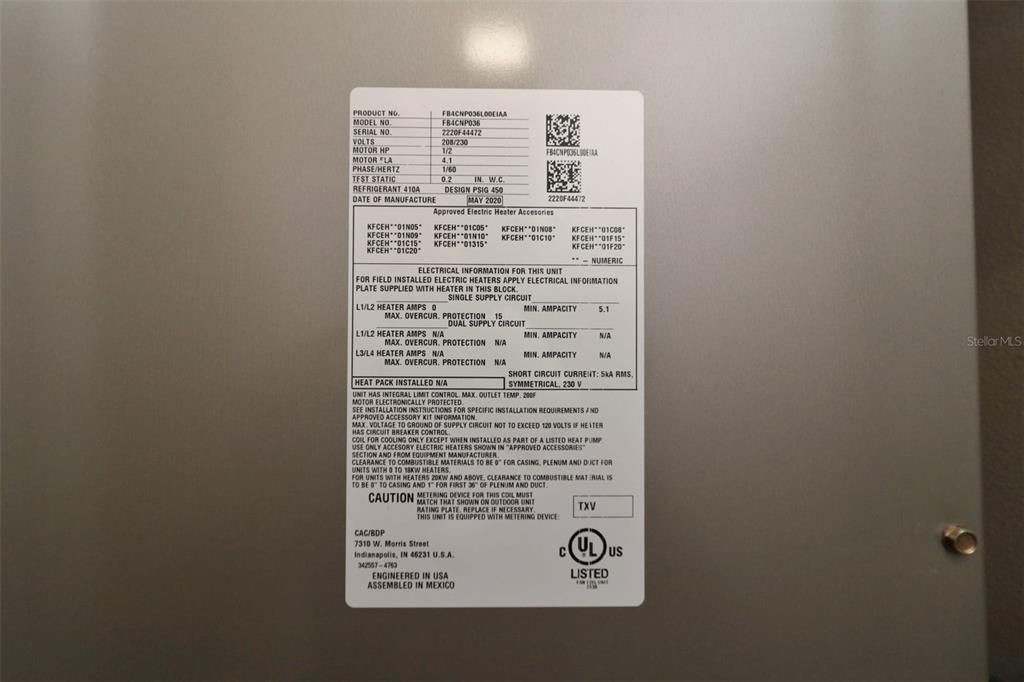 PRODUCT NO. FB4CNP036L00EIAA
MODEL NO. FB4CNP036
SERIAL NO. 2220F44472
VOLTS 208/230
MOTOR HP 1/2
MOTOR FLA 4.1
PHASE/HERTZ 1/60
TEST STATIC 0.2 IN. W.C.
REFRIGERANT 410A DESIGN PSIG 450
DATE OF MANUFACTURE MAY 2020
FB4CNP036L00EIAA
2220F44472
Approved Electric Heater Accesories
KFCEH**01N05* KFCEH**01C05* KFCEH**01N08* KFCEH**01C08*
KFCEH**01N09* KFCEH**01N10* KFCEH**01C10* KFCEH**01F15*
KFCEH**01C15* KFCEH**01315* KFCEH**01F20*
KFCEH**01C20*
** – NUMERIC
ELECTRICAL INFORMATION FOR THIS UNIT
FOR FIELD INSTALLED ELECTRIC HEATERS APPLY ELECTRICAL INFORMATION
PLATE SUPPLIED WITH HEATER IN THIS BLOCK.
SINGLE SUPPLY CIRCUIT
L1/L2 HEATER AMPS 0 MIN. AMPACITY 5.1
MAX. OVERCUR. PROTECTION 15
DUAL SUPPLY CIRCUIT
L1/L2 HEATER AMPS N/A MIN. AMPACITY N/A
MAX. OVERCUR. PROTECTION N/A
L3/L4 HEATER AMPS N/A MIN. AMPACITY N/A
MAX. OVERCUR. PROTECTION N/A
SHORT CIRCUIT CURRENT: 5kA RMS,
HEAT PACK INSTALLED N/A SYMMETRICAL, 230 V
UNIT HAS INTEGRAL LIMIT CONTROL. MAX. OUTLET TEMP. 200F
MOTOR ELECTRONICALLY PROTECTED.
SEE INSTALLATION INSTRUCTIONS FOR SPECIFIC INSTALLATION REQUIREMENTS AND
APPROVED ACCESSORY KIT INFORMATION.
MAX. VOLTAGE TO GROUND OF SUPPLY CIRCUIT NOT TO EXCEED 120 VOLTS IF HEATER
HAS CIRCUIT BREAKER CONTROL.
COIL FOR COOLING ONLY EXCEPT WHEN INSTALLED AS PART OF A LISTED HEAT PUMP.
USE ONLY ACCESORY ELECTRIC HEATERS SHOWN IN "APPROVED ACCESSORIES"
SECTION AND FROM EQUIPMENT MANUFACTURER.
CLEARANCE TO COMBUSTIBLE MATERIALS TO BE 0" FOR CASING, PLENUM AND DUCT FOR
UNITS WITH 0 TO 18KW HEATERS.
FOR UNITS WITH HEATERS 20KW AND ABOVE, CLEARANCE TO COMBUSTIBLE MATERIALS IS
TO BE 0" TO CASING AND 1" FOR FIRST 36" OF PLENUM AND DUCT.
CAUTION METERING DEVICE FOR THIS COIL MUST
MATCH THAT SHOWN ON OUTDOOR UNIT
RATING PLATE. REPLACE IF NECESSARY.
THIS UNIT IS EQUIPPED WITH METERING DEVICE:
TXV
CAC/BDP
7310 W. Morris Street
Indianapolis, IN 46231 U.S.A.
342557–4763
ENGINEERED IN USA
ASSEMBLED IN MEXICO
C UL US
LISTED
FAN COIL UNIT
StellarMLS